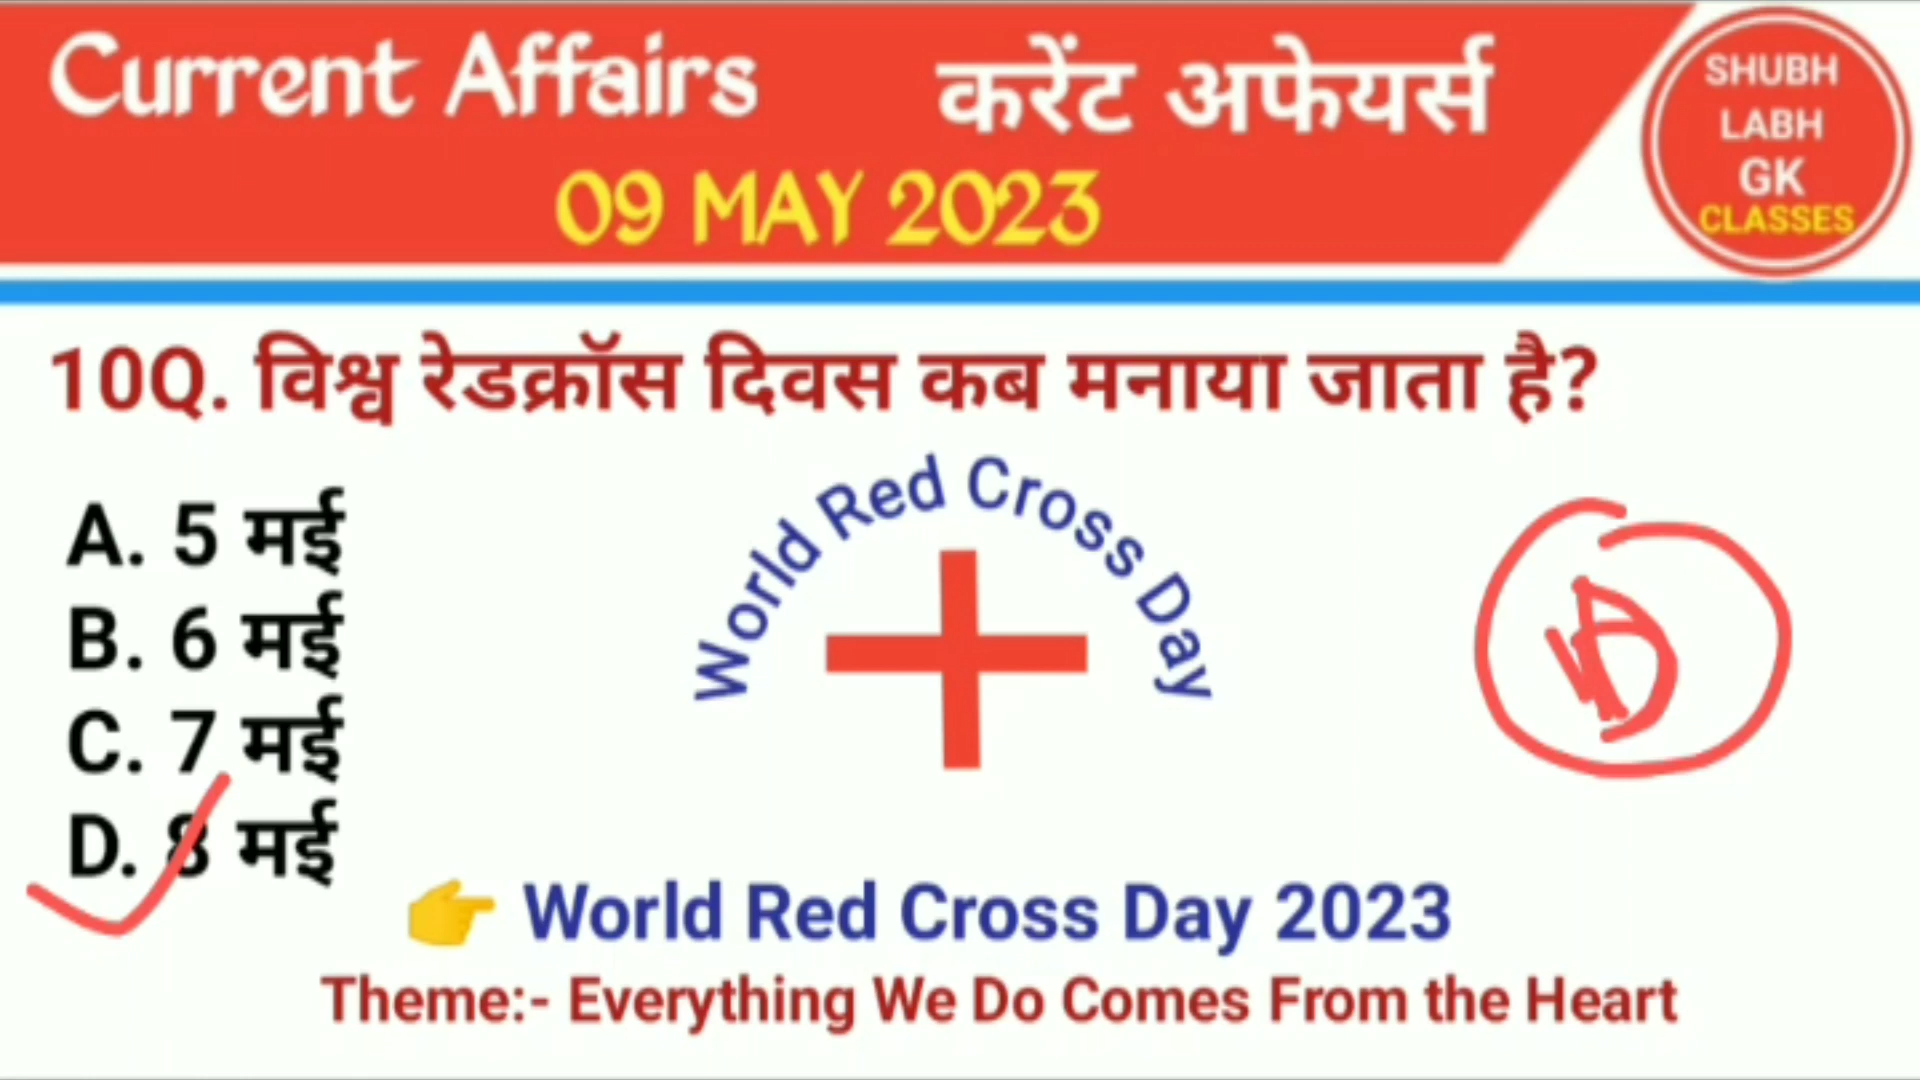 Current Affairs करेंट अफेयर्स
09 MAY 2023
SHUBH
LABH
GK
CLASSES
10Q. विश्व रेडक्रॉस दिवस कब मनाया जाता है?
A. 5 मई
B. 6 मई
C. 7 मई
D. 8 मई
World Red Cross Day
D
👉 World Red Cross Day 2023
Theme:- Everything We Do Comes From the Heart